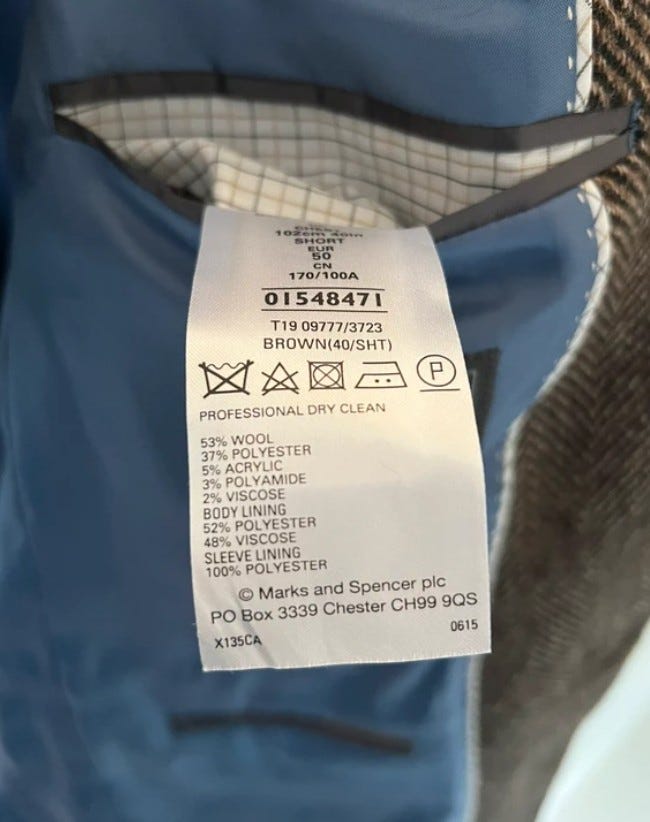 CHEST
102cm 40in
SHORT
EUR
50
CN
170/100A
01548471
T19 09777/3723
BROWN(40/SHT)
P
PROFESSIONAL DRY CLEAN
53% WOOL
37% POLYESTER
5% ACRYLIC
3% POLYAMIDE
2% VISCOSE
BODY LINING
52% POLYESTER
48% VISCOSE
SLEEVE LINING
100% POLYESTER
© Marks and Spencer plc
PO Box 3339 Chester CH99 9QS
X135CA 0615